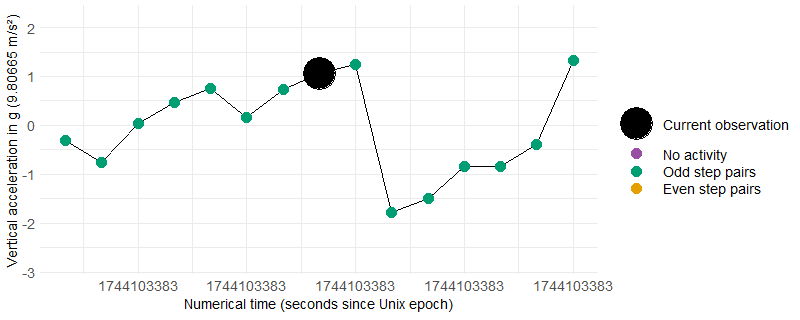 Vertical acceleration in g (9.80665 m/s²)
2
1
0
-1
-2
-3
1744103383 1744103383 1744103383 1744103383 1744103383
Numerical time (seconds since Unix epoch)
Current observation
No activity
Odd step pairs
Even step pairs